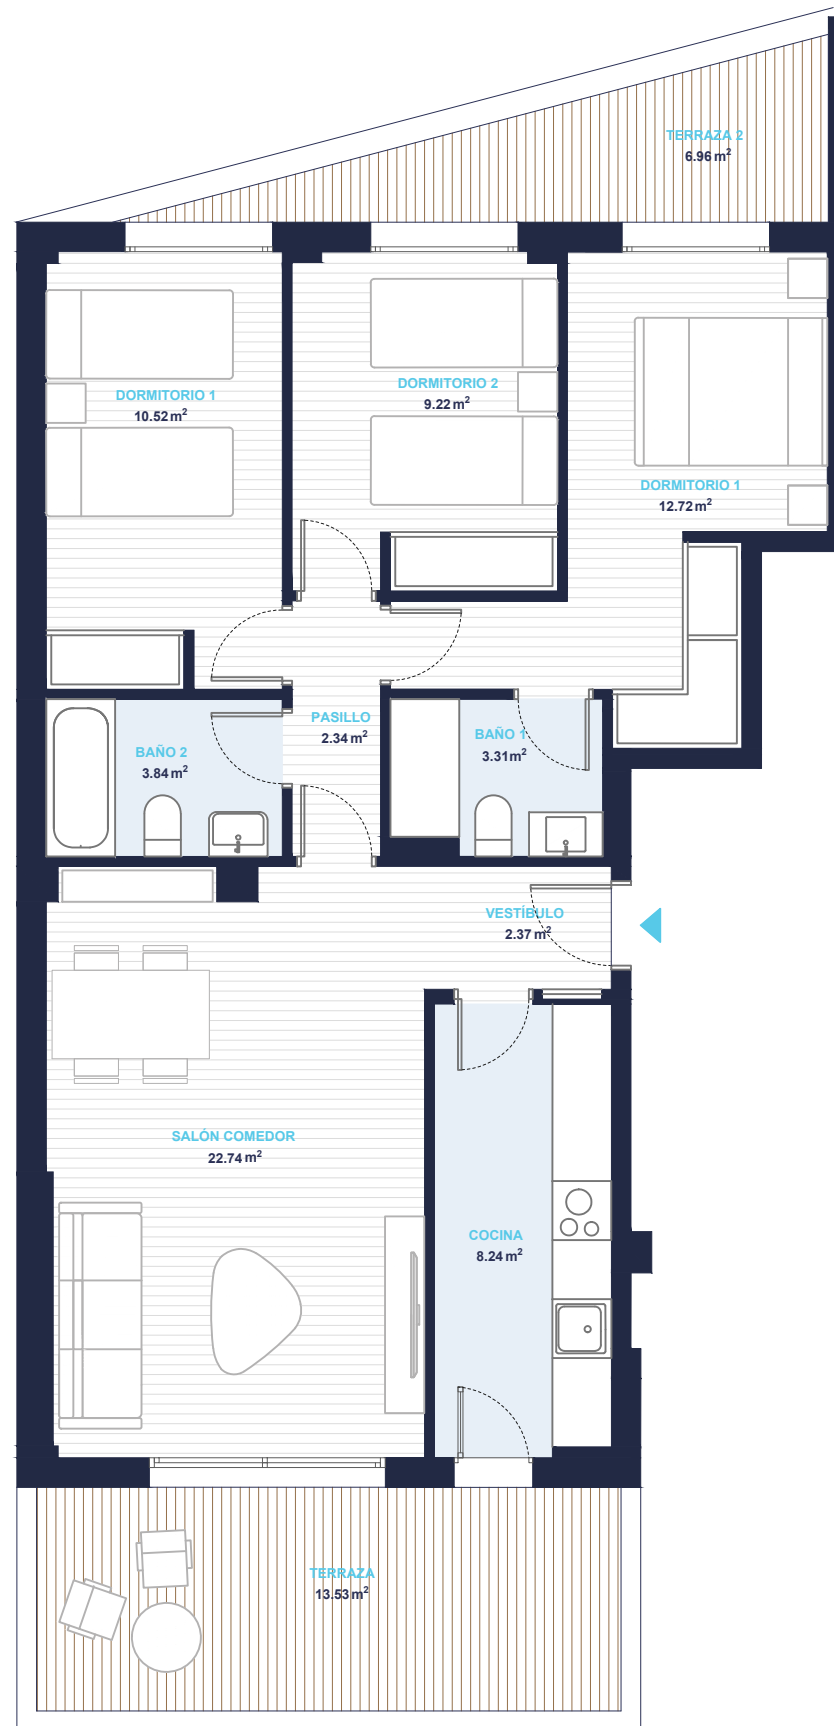 TERRAZA 2
6.96 m²
DORMITORIO 1
10.52 m²
DORMITORIO 2
9.22 m²
DORMITORIO 1
12.72 m²
PASILLO
2.34 m²
BAÑO 2
3.84 m²
BAÑO 1
3.31m²
VESTÍBULO
2.37 m²
SALÓN COMEDOR
22.74 m²
COCINA
8.24 m²
TERRAZA
13.53 m²